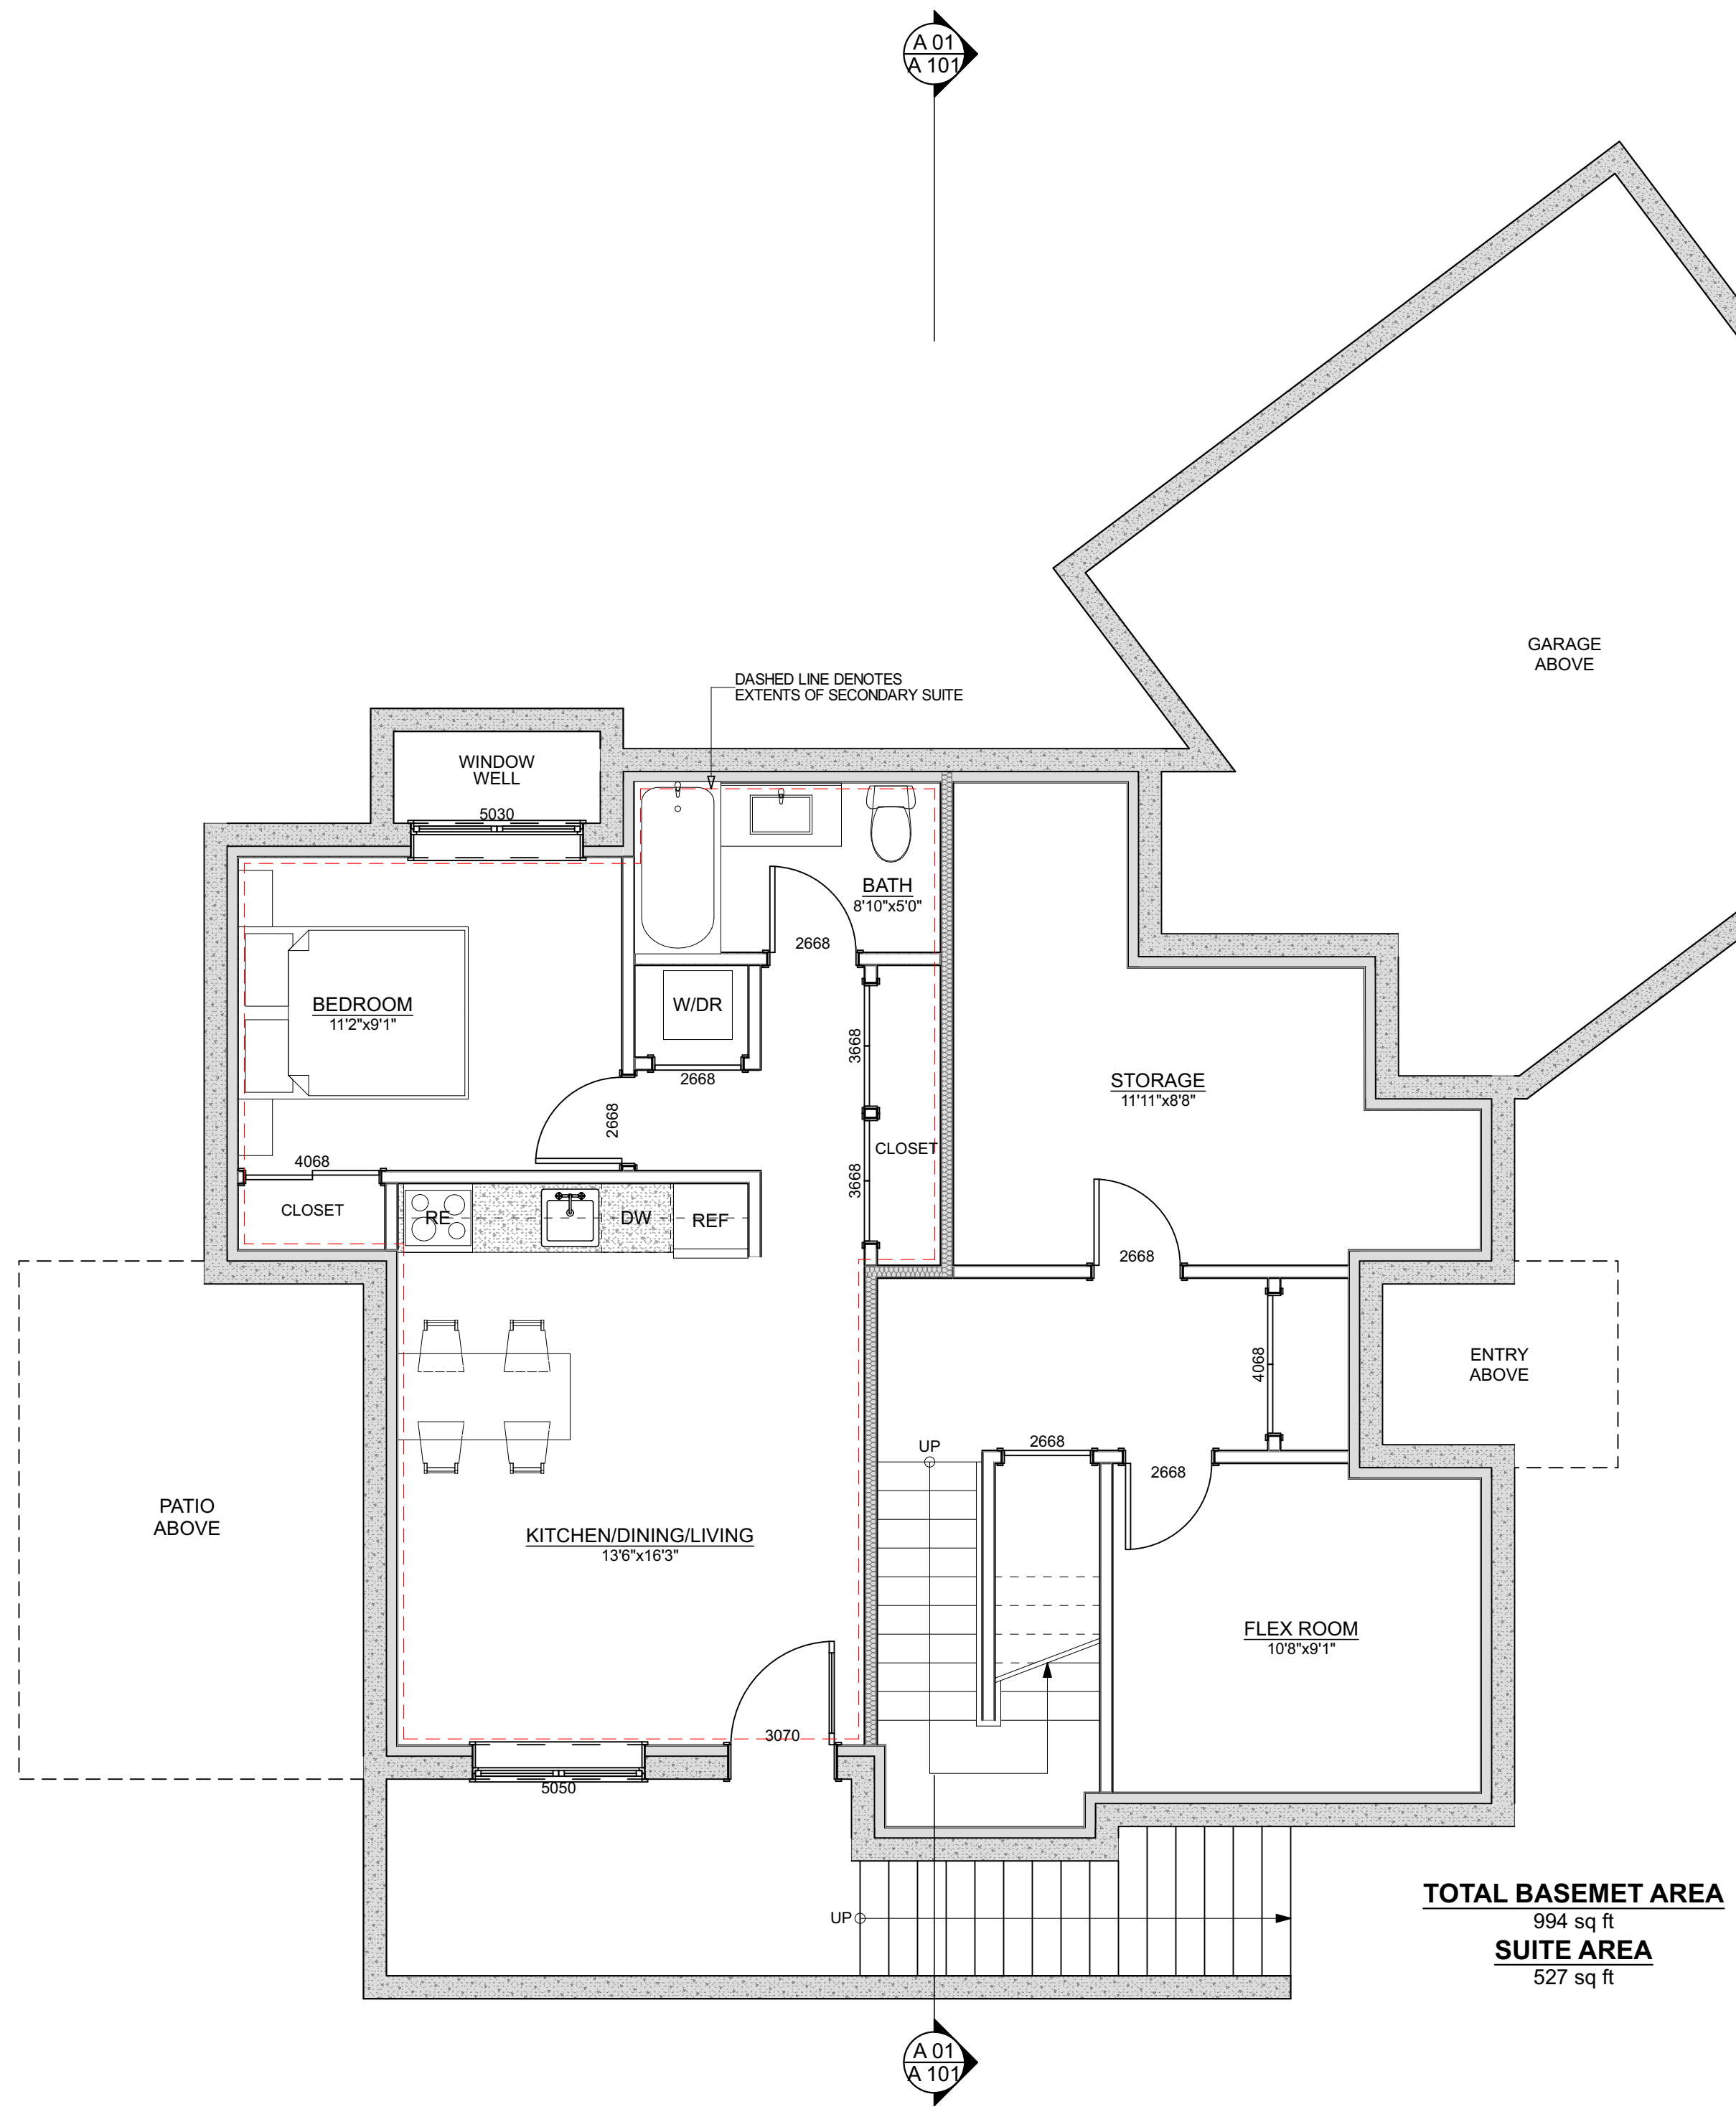 A 01
A 101
GARAGE
ABOVE
DASHED LINE DENOTES
EXTENTS OF SECONDARY SUITE
WINDOW
WELL
5030
BATH
8'10"x5'0"
2668
BEDROOM
11'2"x9'1"
W/DR
3668
2668
STORAGE
11'11"x8'8"
2668
CLOSET
4068
3668
CLOSET
RE
DW
REF
2668
ENTRY
ABOVE
4068
UP
2668
2668
PATIO
ABOVE
KITCHEN/DINING/LIVING
13'6"x16'3"
FLEX ROOM
10'8"x9'1"
3070
5050
UP
TOTAL BASEMET AREA
994 sq ft
SUITE AREA
527 sq ft
A 01
A 101